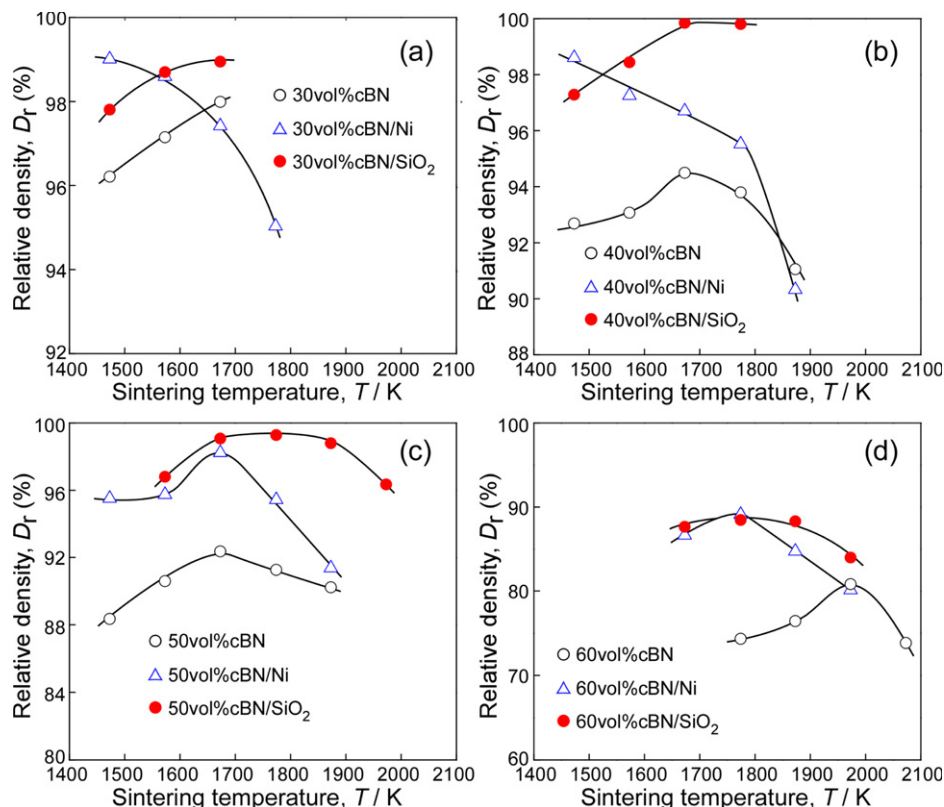 Relative density, Dr (%)
100
99
98
96
94
92
(a)
30vol%cBN
30vol%cBN/Ni
30vol%cBN/SiO2
1400 1500 1600 1700 1800 1900 2000 2100
Sintering temperature, T / K
Relative density, Dr (%)
100
98
96
94
92
90
88
(b)
40vol%cBN
40vol%cBN/Ni
40vol%cBN/SiO2
1400 1500 1600 1700 1800 1900 2000 2100
Sintering temperature, T / K
Relative density, Dr (%)
100
96
92
88
84
80
(c)
50vol%cBN
50vol%cBN/Ni
50vol%cBN/SiO2
1400 1500 1600 1700 1800 1900 2000 2100
Sintering temperature, T / K
Relative density, Dr (%)
100
90
80
70
60
(d)
60vol%cBN
60vol%cBN/Ni
60vol%cBN/SiO2
1400 1500 1600 1700 1800 1900 2000 2100
Sintering temperature, T / K